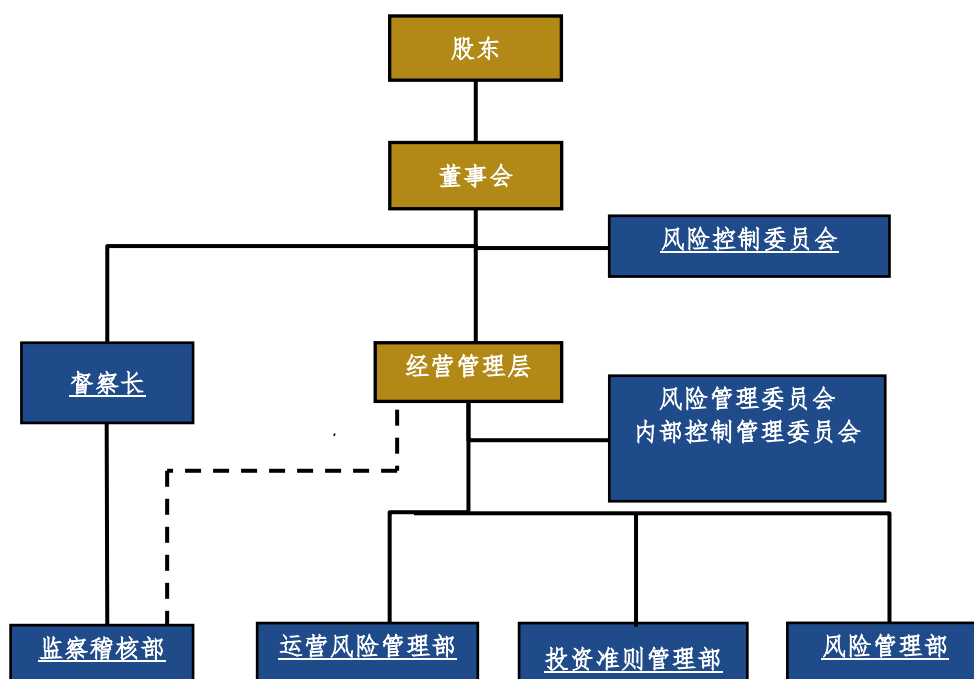 股东
董事会
风险控制委员会
督察长
经营管理层
风险管理委员会
内部控制管理委员会
监察稽核部
运营风险管理部
投资准则管理部
风险管理部